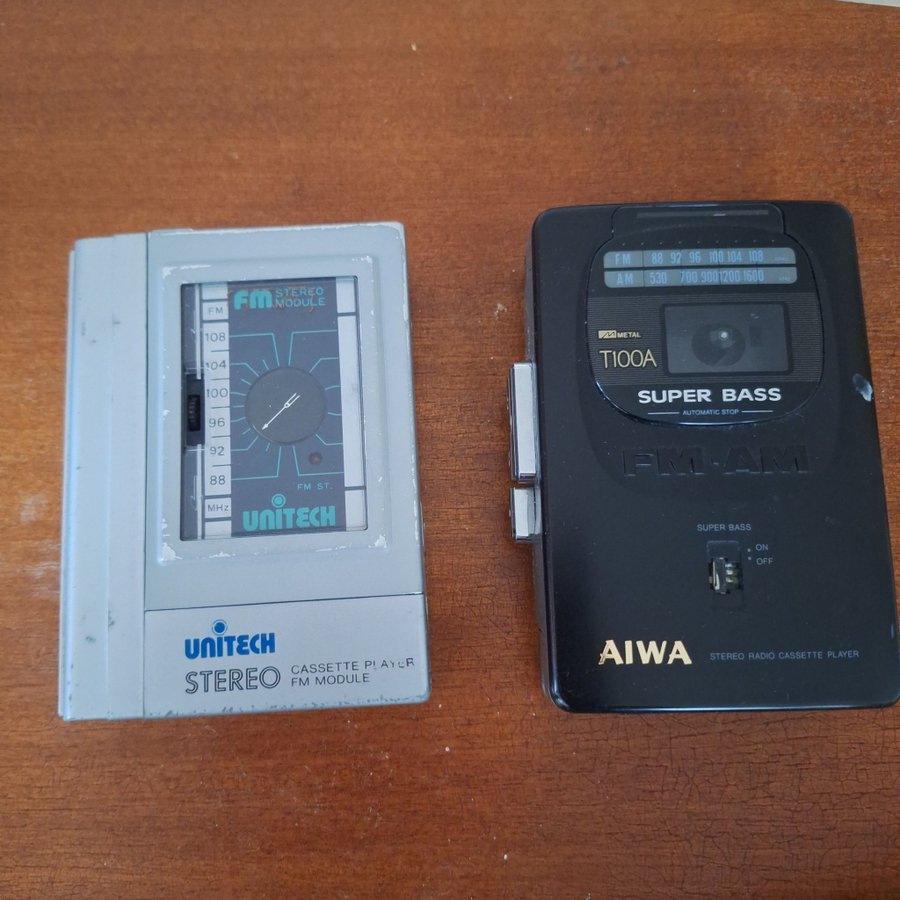 FM STEREO
MODULE
FM
108
104
100
96
92
88
MHz
FM ST.
UNITECH
UNITECH
STEREO
CASSETTE PLAYER
FM MODULE
FM 88 92 96 100 104 108
AM 530 700 900 1200 1600
METAL
T100A
SUPER BASS
AUTOMATIC STOP
FM·AM
SUPER BASS
ON
OFF
AIWA STEREO RADIO CASSETTE PLAYER